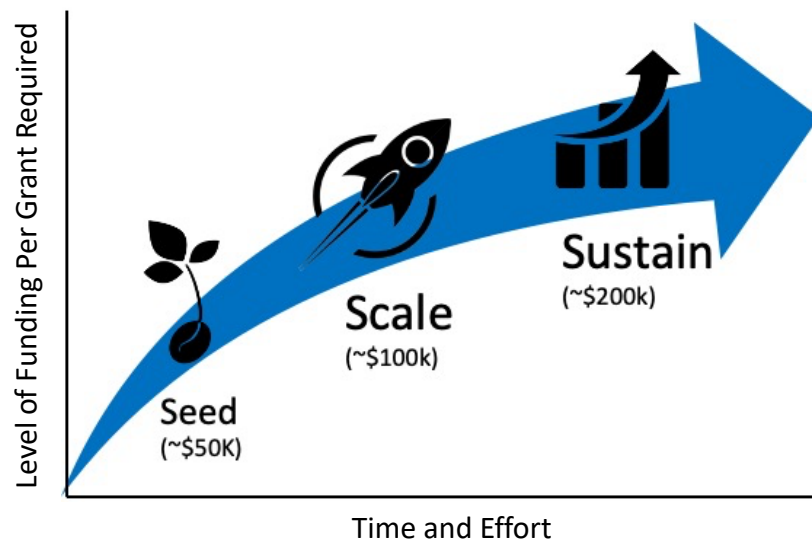 Level of Funding Per Grant Required
Seed
(~$50K)
Scale
(~$100k)
Sustain
(~$200k)
Time and Effort